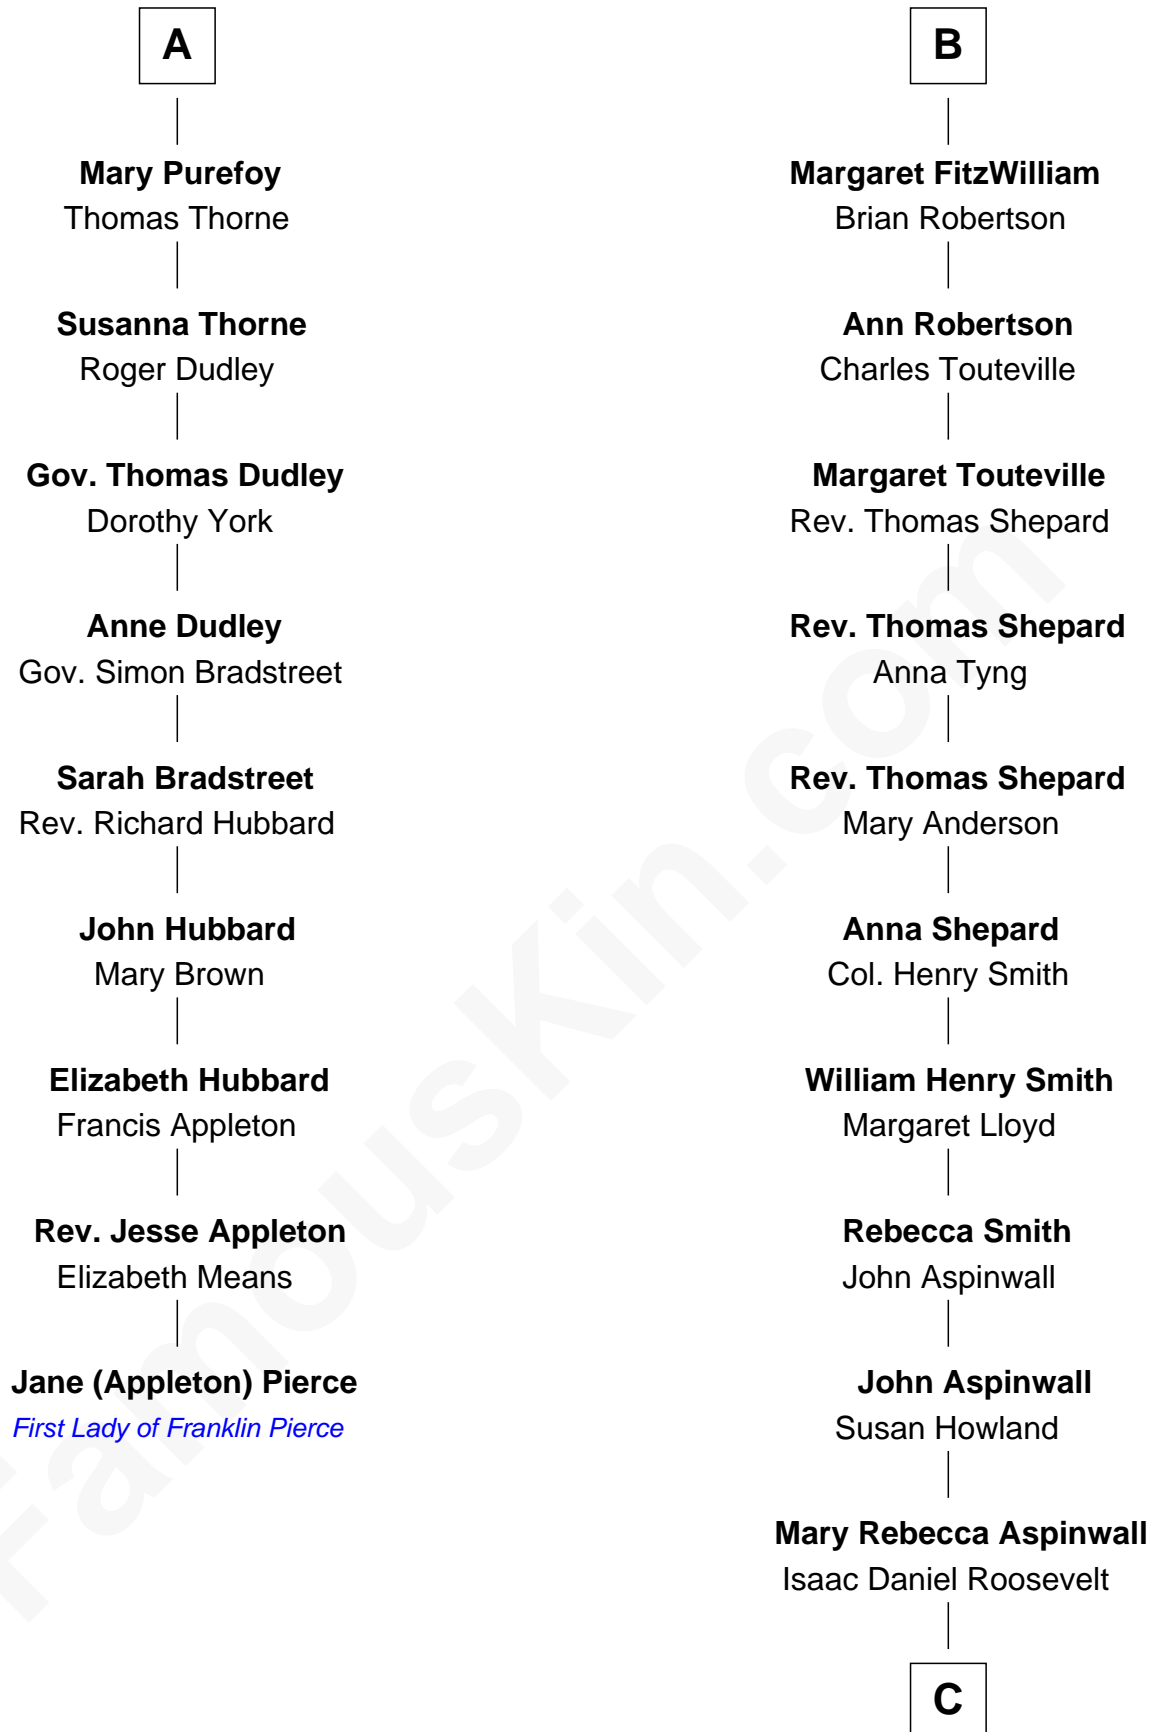 A
Mary Purefoy
Thomas Thorne
Susanna Thorne
Roger Dudley
Gov. Thomas Dudley
Dorothy York
Anne Dudley
Gov. Simon Bradstreet
Sarah Bradstreet
Rev. Richard Hubbard
John Hubbard
Mary Brown
Elizabeth Hubbard
Francis Appleton
Rev. Jesse Appleton
Elizabeth Means
Jane (Appleton) Pierce
First Lady of Franklin Pierce
B
Margaret FitzWilliam
Brian Robertson
Ann Robertson
Charles Touteville
Margaret Touteville
Rev. Thomas Shepard
Rev. Thomas Shepard
Anna Tyng
Rev. Thomas Shepard
Mary Anderson
Anna Shepard
Col. Henry Smith
William Henry Smith
Margaret Lloyd
Rebecca Smith
John Aspinwall
John Aspinwall
Susan Howland
Mary Rebecca Aspinwall
Isaac Daniel Roosevelt
C
FamousKin.com